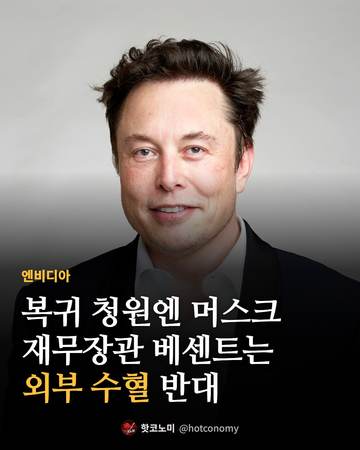 엔비디아
복귀 청원엔 머스크
재무장관 베센트는
외부 수혈 반대
핫코노미 @hotconomy